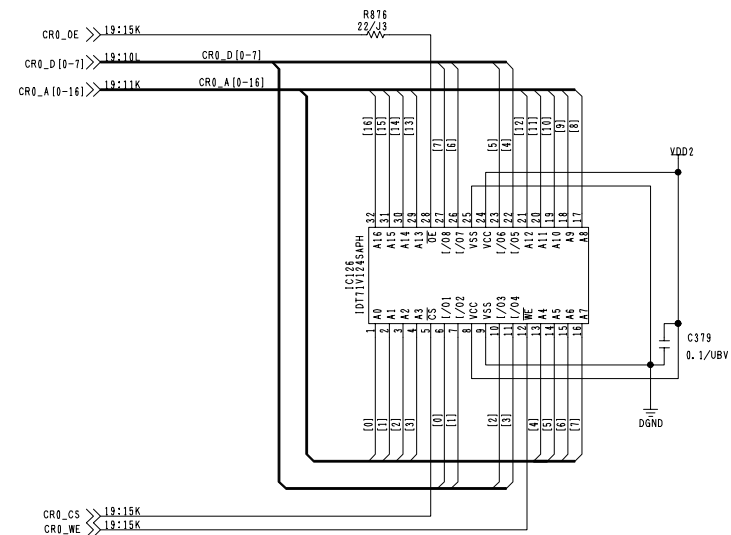 R876
22/J3
CR0_OE 19:15K
CR0_D[0-7] 19:10L CR0_D[0-7]
CR0_A[0-16] 19:11K CR0_A[0-16]
[16] [15] [14] [13] [7] [6] [5] [4] [12] [11] [10] [9] [8]
VDD2
32 31 30 29 28 27 26 25 24 23 22 21 20 19 18 17
A16 A15 A14 A13 OE I/O8 I/O7 VSS VCC I/O6 I/O5 A12 A11 A10 A9 A8
IC126
IDT71V124SAPH
A0 A1 A2 A3 CS I/O1 I/O2 VCC VSS I/O3 I/O4 WE A4 A5 A6 A7
1 2 3 4 5 6 7 8 9 10 11 12 13 14 15 16
C379
0.1/UBV
[0] [1] [2] [3] [0] [1] [2] [3] [4] [5] [6] [7]
DGND
CR0_CS 19:15K
CR0_WE 19:15K